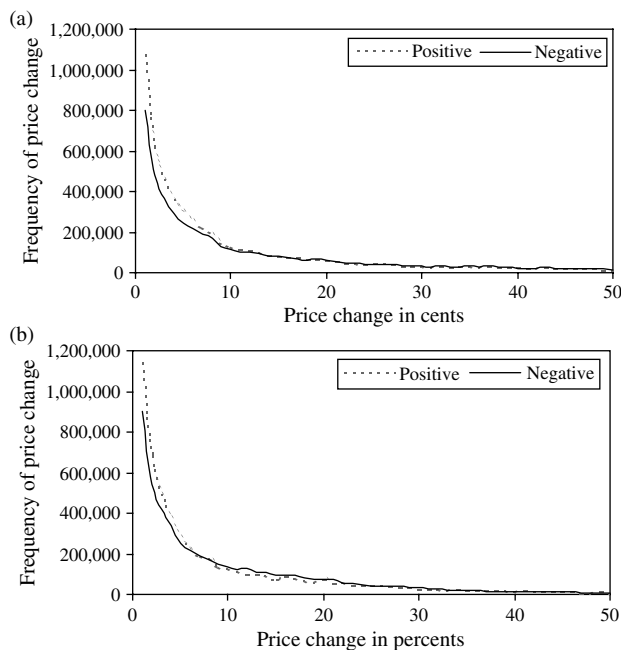 (a)
1,200,000
1,000,000
800,000
600,000
400,000
200,000
0
Frequency of price change
Positive Negative
0 10 20 30 40 50
Price change in cents
(b)
1,200,000
1,000,000
800,000
600,000
400,000
200,000
0
Frequency of price change
Positive Negative
0 10 20 30 40 50
Price change in percents